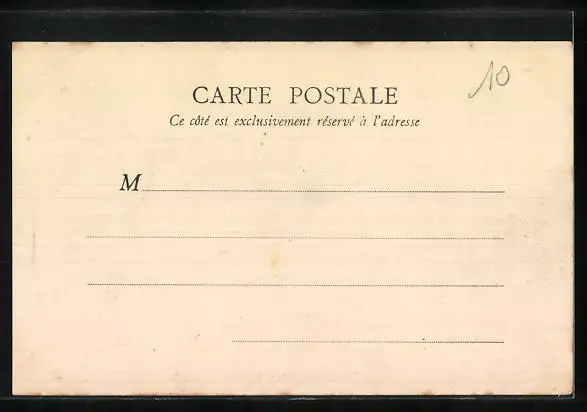 10
CARTE POSTALE
Ce côté est exclusivement réservé à l'adresse
M